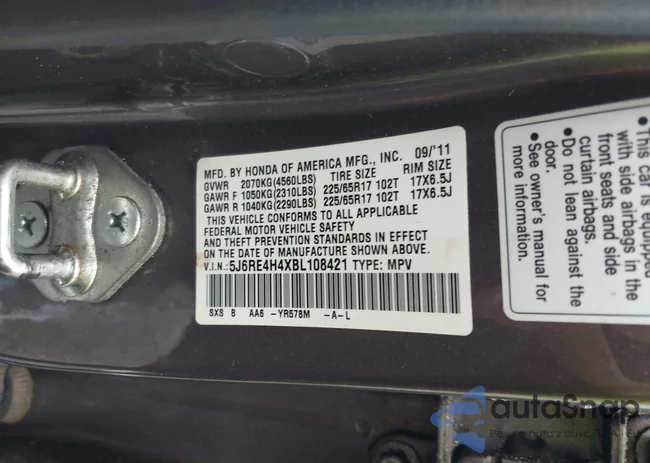 MFD. BY HONDA OF AMERICA MFG., INC. 09/'11
GVWR 2070KG(4560LBS) TIRE SIZE RIM SIZE
GAWR F 1050KG(2310LBS) 225/65R17 102T 17X6.5J
GAWR R 1040KG(2290LBS) 225/65R17 102T 17X6.5J
THIS VEHICLE CONFORMS TO ALL APPLICABLE
FEDERAL MOTOR VEHICLE SAFETY
AND THEFT PREVENTION STANDARDS IN EFFECT
ON THE DATE OF MANUFACTURE SHOWN ABOVE.
V.I.N.:5J6RE4H4XBL108421 TYPE: MPV
SXS B AA6 -YR578M -A-L
•This car is
with side airbags in
front seats and side
curtain airbags.
•Do not lean against the
door.
•See owner's manual for
more information.
autoSnap